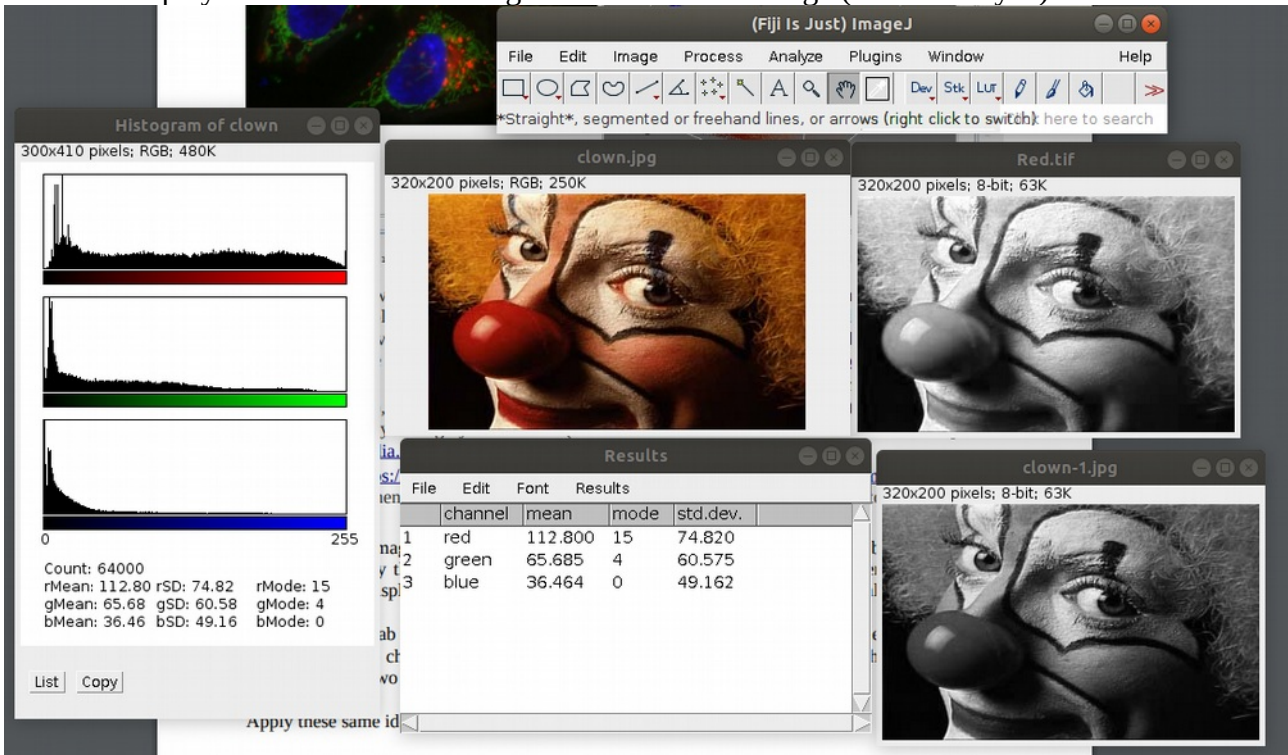 (Fiji Is Just) ImageJ
File Edit Image Process Analyze Plugins Window Help
A Dev Stk LUT
*Straight*, segmented or freehand lines, or arrows (right click to switch) here to search
Histogram of clown
300x410 pixels; RGB; 480K
0 255
Count: 64000
rMean: 112.80 rSD: 74.82 rMode: 15
gMean: 65.68 gSD: 60.58 gMode: 4
bMean: 36.46 bSD: 49.16 bMode: 0
List Copy
clown.jpg
320x200 pixels; RGB; 250K
Red.tif
320x200 pixels; 8-bit; 63K
Results
File Edit Font Results
channel mean mode std.dev.
1 red 112.800 15 74.820
2 green 65.685 4 60.575
3 blue 36.464 0 49.162
clown-1.jpg
320x200 pixels; 8-bit; 63K
Apply these same